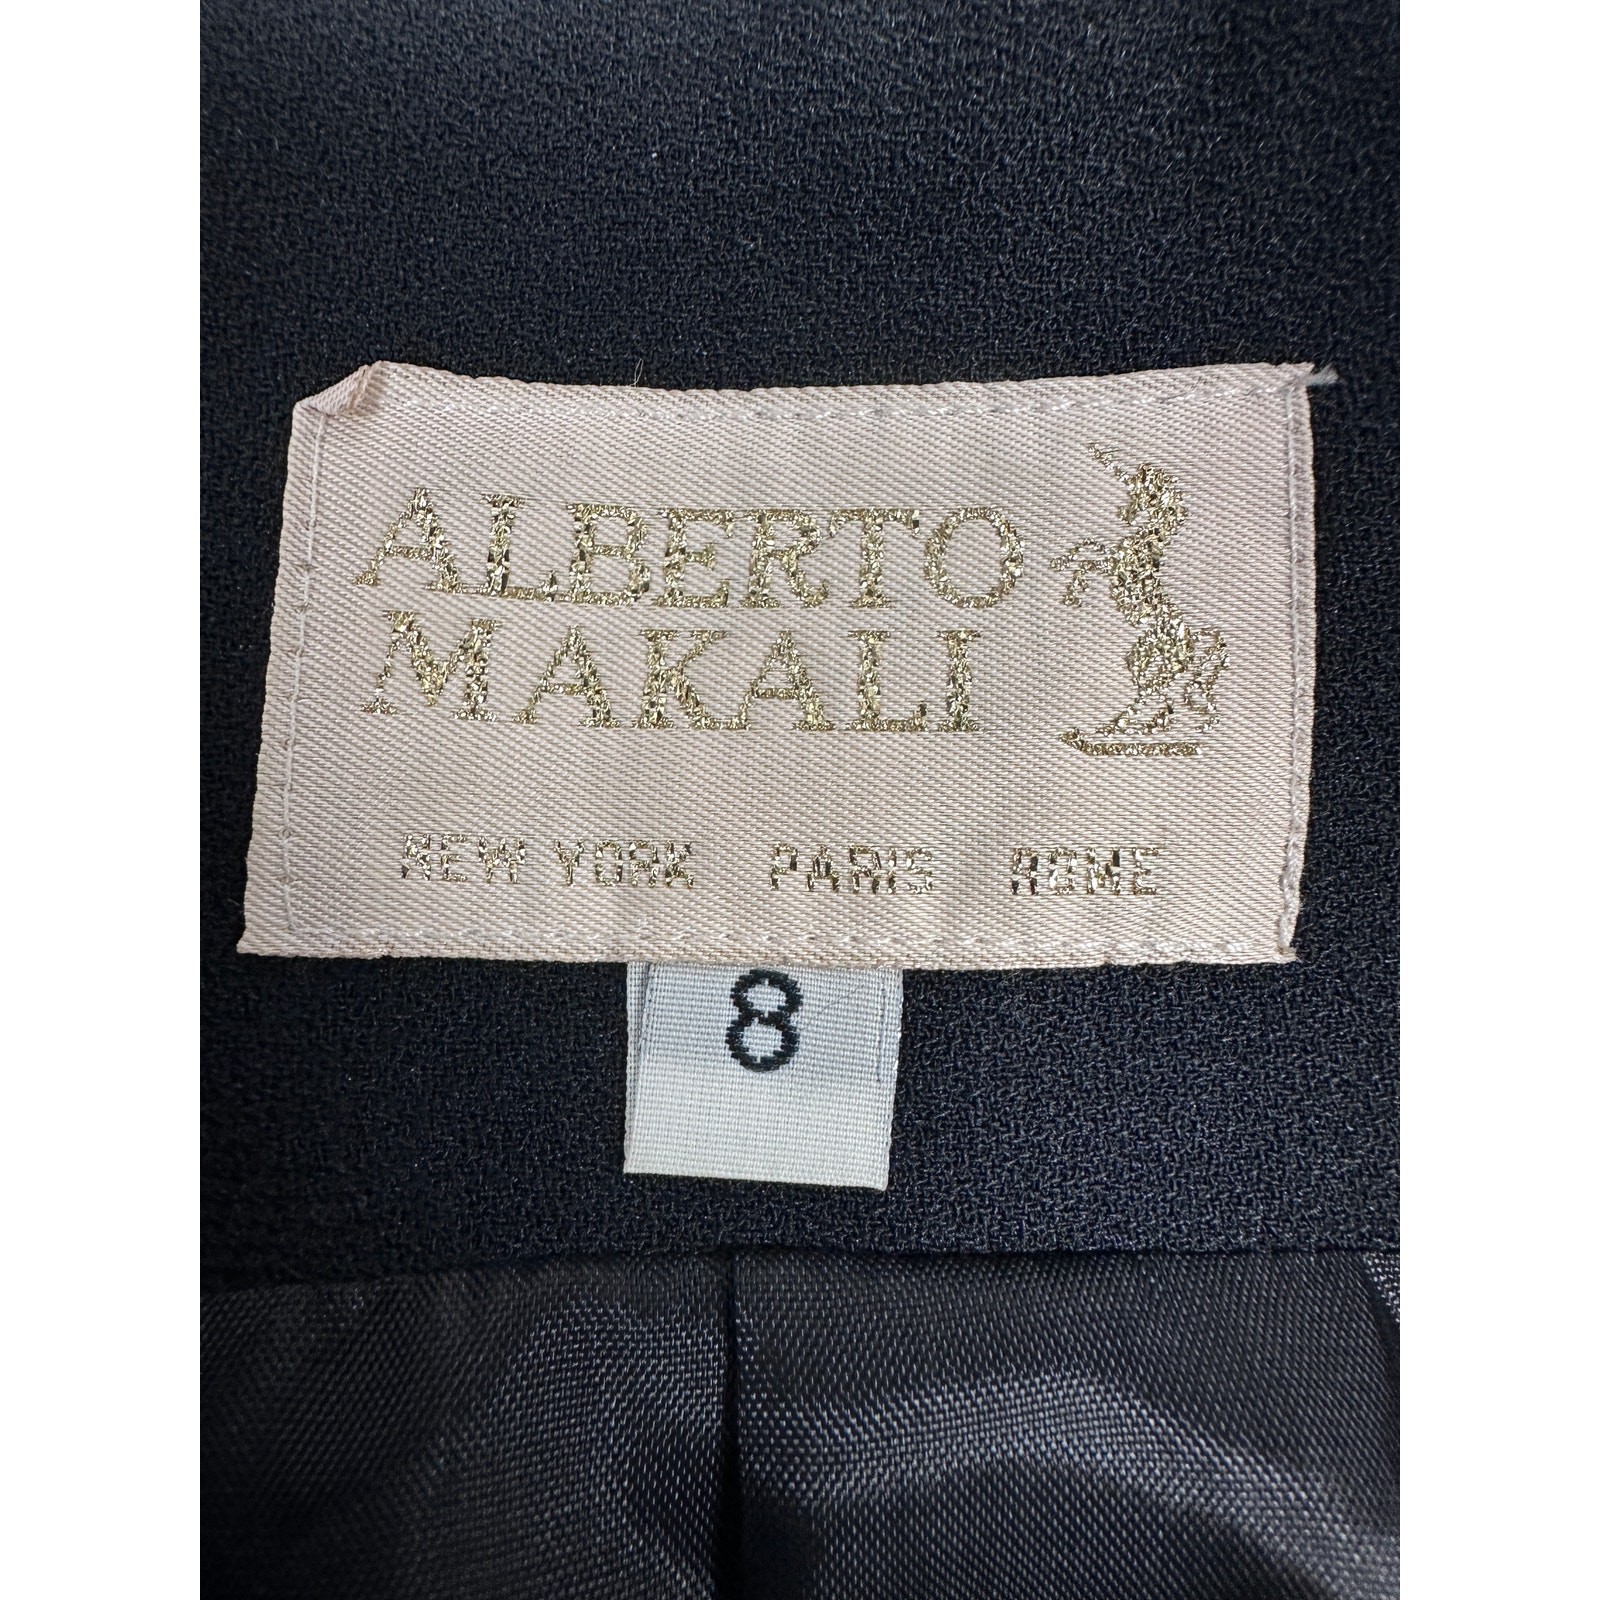 ALBERTO
MAKALI
NEW YORK PARIS ROME
8